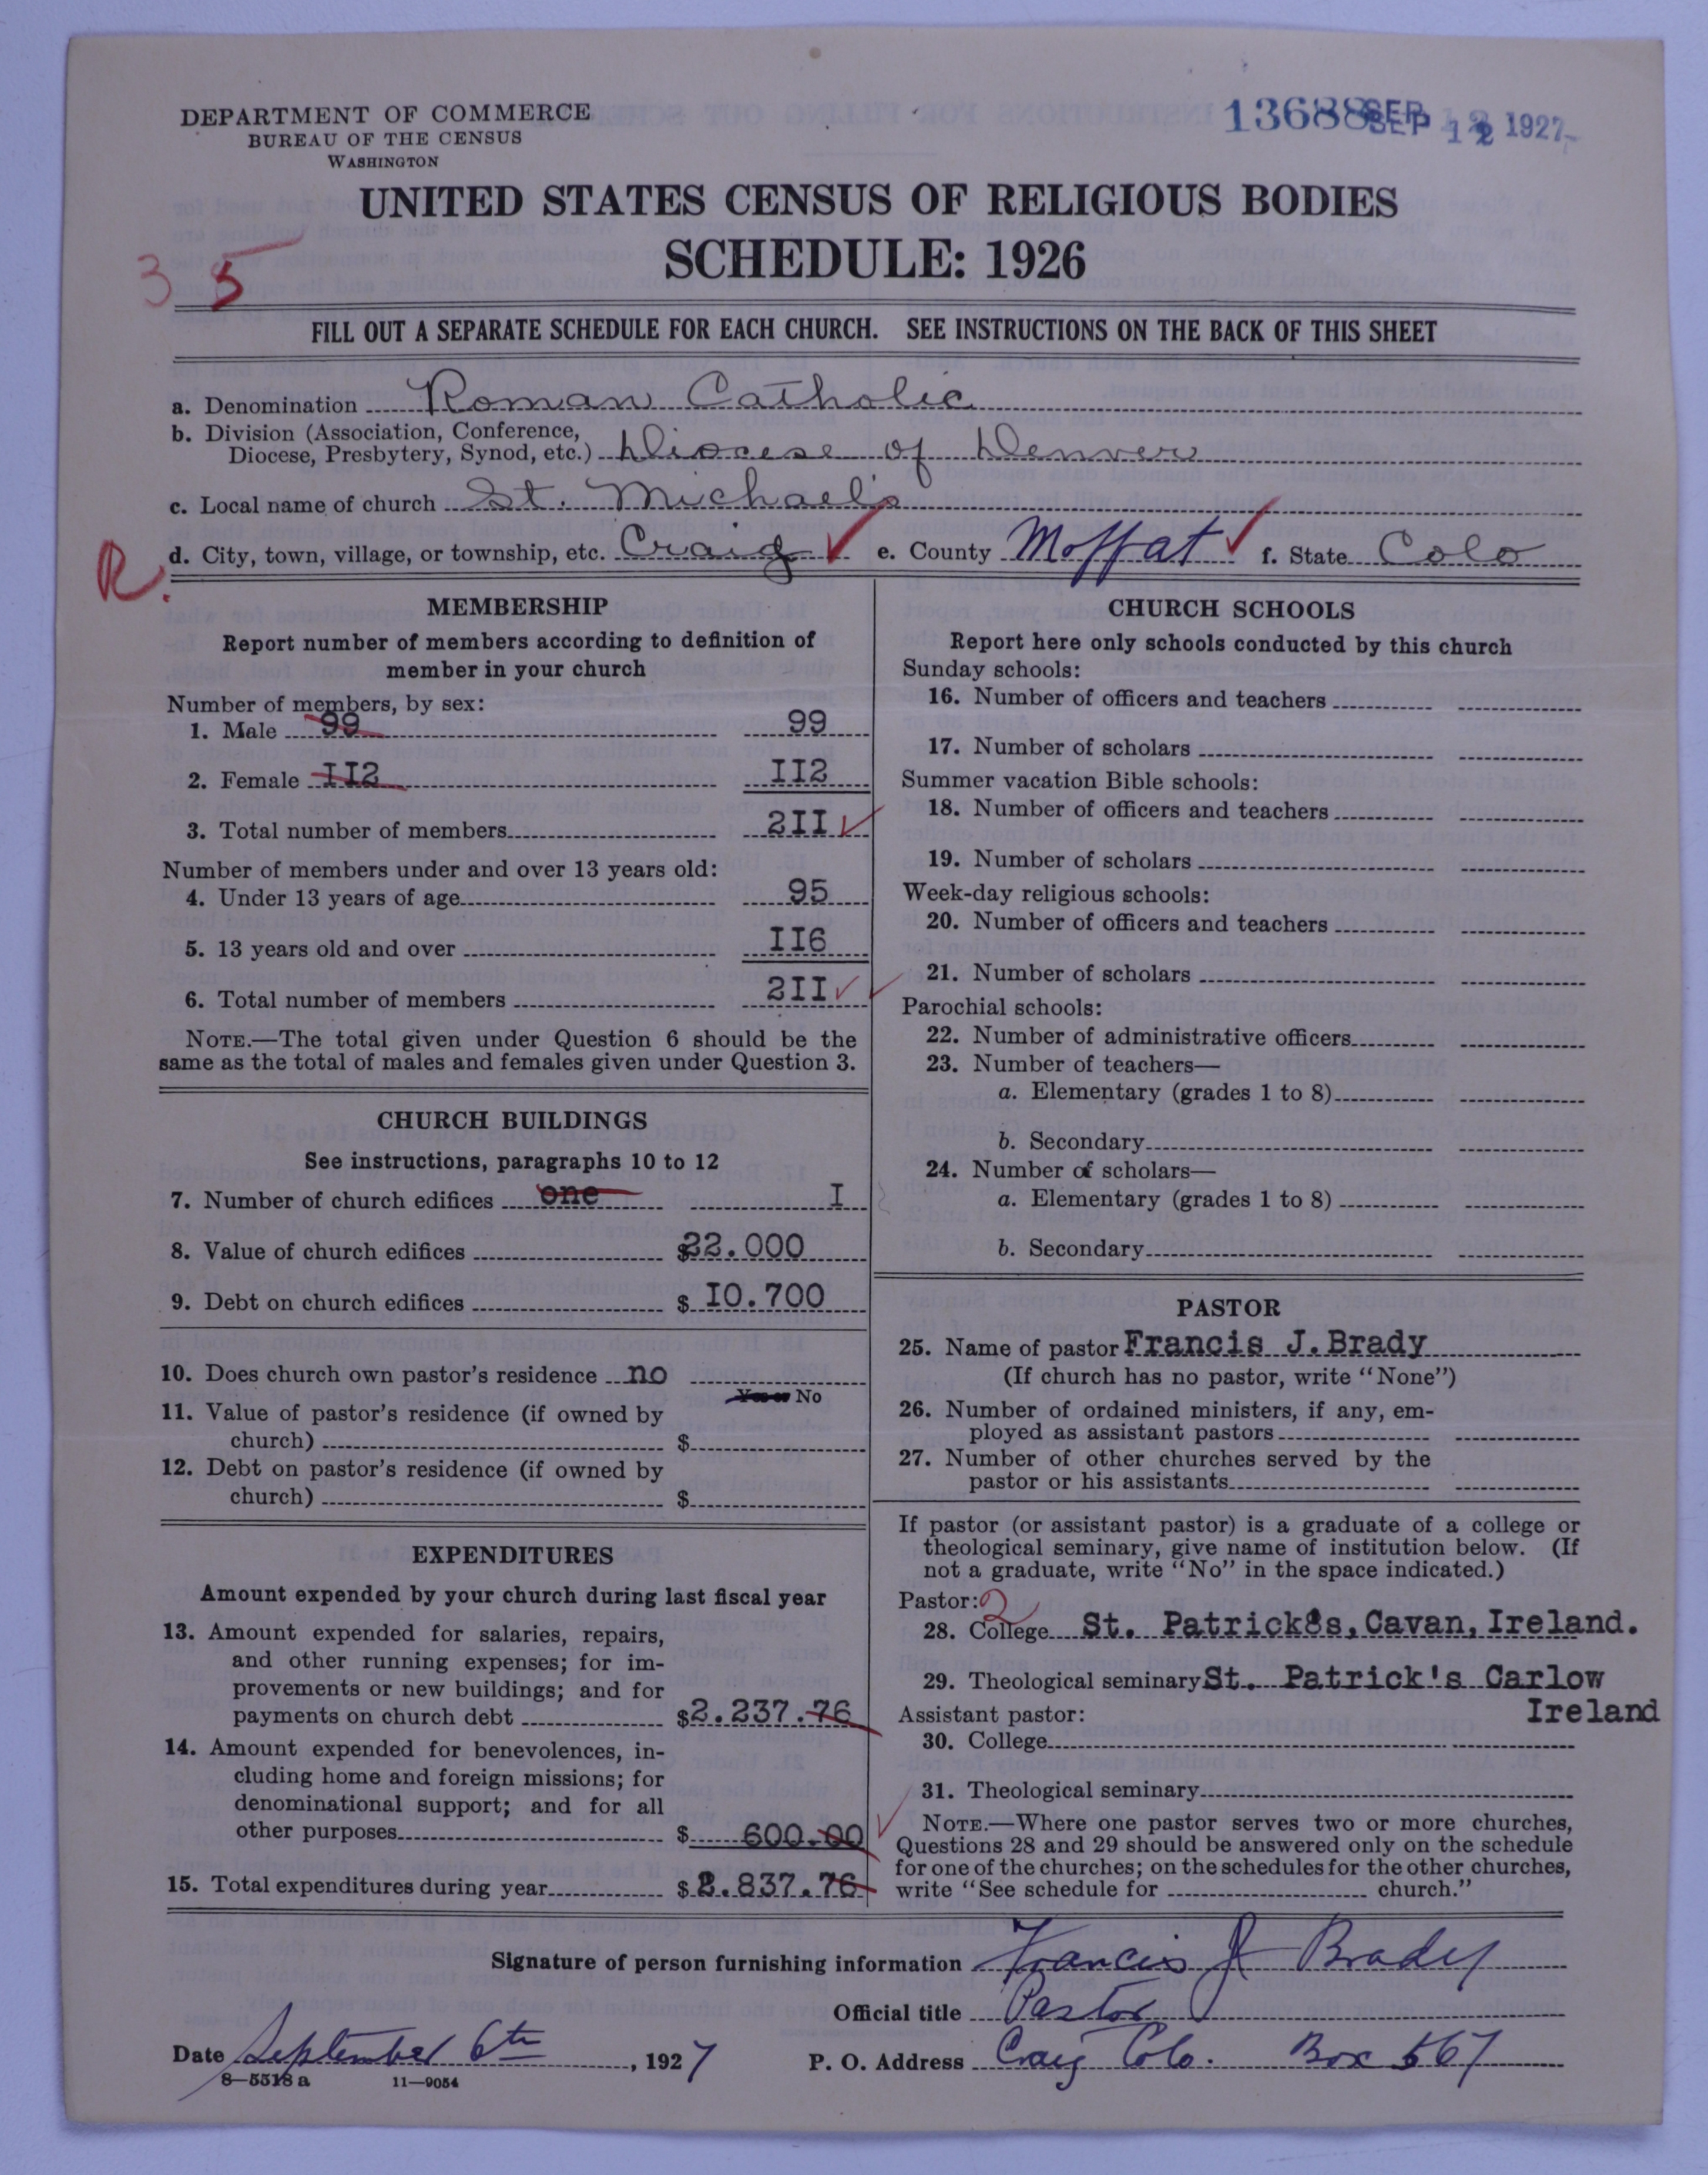 DEPARTMENT OF COMMERCE
BUREAU OF THE CENSUS
WASHINGTON
13688 SEP 12 1927
UNITED STATES CENSUS OF RELIGIOUS BODIES
SCHEDULE: 1926
3 5
FILL OUT A SEPARATE SCHEDULE FOR EACH CHURCH. SEE INSTRUCTIONS ON THE BACK OF THIS SHEET
a. Denomination Roman Catholic
b. Division (Association, Conference,
Diocese, Presbytery, Synod, etc.) Diocese of Denver
c. Local name of church St. Michael's
R. d. City, town, village, or township, etc. Craig e. County Moffat f. State Colo
MEMBERSHIP
Report number of members according to definition of
member in your church
Number of members, by sex:
1. Male 99 99
2. Female II2 II2
3. Total number of members 2II
Number of members under and over 13 years old:
4. Under 13 years of age 95
5. 13 years old and over II6
6. Total number of members 2II
NOTE.—The total given under Question 6 should be the
same as the total of males and females given under Question 3.
CHURCH BUILDINGS
See instructions, paragraphs 10 to 12
7. Number of church edifices one I
8. Value of church edifices $22.000
9. Debt on church edifices $ I0.700
10. Does church own pastor's residence no
Yes or No
11. Value of pastor's residence (if owned by
church) $
12. Debt on pastor's residence (if owned by
church) $
EXPENDITURES
Amount expended by your church during last fiscal year
13. Amount expended for salaries, repairs,
and other running expenses; for im-
provements or new buildings; and for
payments on church debt $2.237.76
14. Amount expended for benevolences, in-
cluding home and foreign missions; for
denominational support; and for all
other purposes $ 600.00
15. Total expenditures during year $ 2.837.76
CHURCH SCHOOLS
Report here only schools conducted by this church
Sunday schools:
16. Number of officers and teachers
17. Number of scholars
Summer vacation Bible schools:
18. Number of officers and teachers
19. Number of scholars
Week-day religious schools:
20. Number of officers and teachers
21. Number of scholars
Parochial schools:
22. Number of administrative officers
23. Number of teachers—
a. Elementary (grades 1 to 8)
b. Secondary
24. Number of scholars—
a. Elementary (grades 1 to 8)
b. Secondary
PASTOR
25. Name of pastor Francis J. Brady
(If church has no pastor, write "None")
26. Number of ordained ministers, if any, em-
ployed as assistant pastors
27. Number of other churches served by the
pastor or his assistants
If pastor (or assistant pastor) is a graduate of a college or
theological seminary, give name of institution below. (If
not a graduate, write "No" in the space indicated.)
Pastor: 2
28. College St. Patrick's, Cavan, Ireland.
29. Theological seminary St. Patrick's Carlow
Ireland
Assistant pastor:
30. College
31. Theological seminary
NOTE.—Where one pastor serves two or more churches,
Questions 28 and 29 should be answered only on the schedule
for one of the churches; on the schedules for the other churches,
write "See schedule for church."
Signature of person furnishing information Francis J Brady
Official title Pastor
Date September 6th, 1927 P. O. Address Craig Colo. Box 567
8—5518 a 11—9054